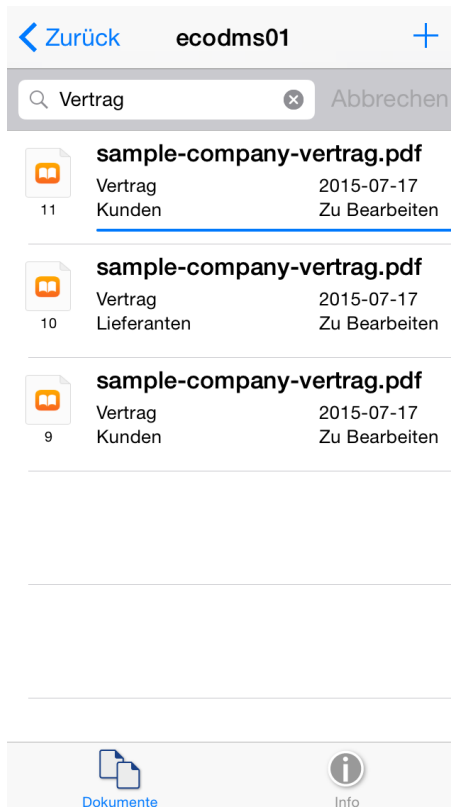 Zurück ecodms01
Vertrag Abbrechen
sample-company-vertrag.pdf
Vertrag 2015-07-17
11 Kunden Zu Bearbeiten
sample-company-vertrag.pdf
Vertrag 2015-07-17
10 Lieferanten Zu Bearbeiten
sample-company-vertrag.pdf
Vertrag 2015-07-17
9 Kunden Zu Bearbeiten
Dokumente Info